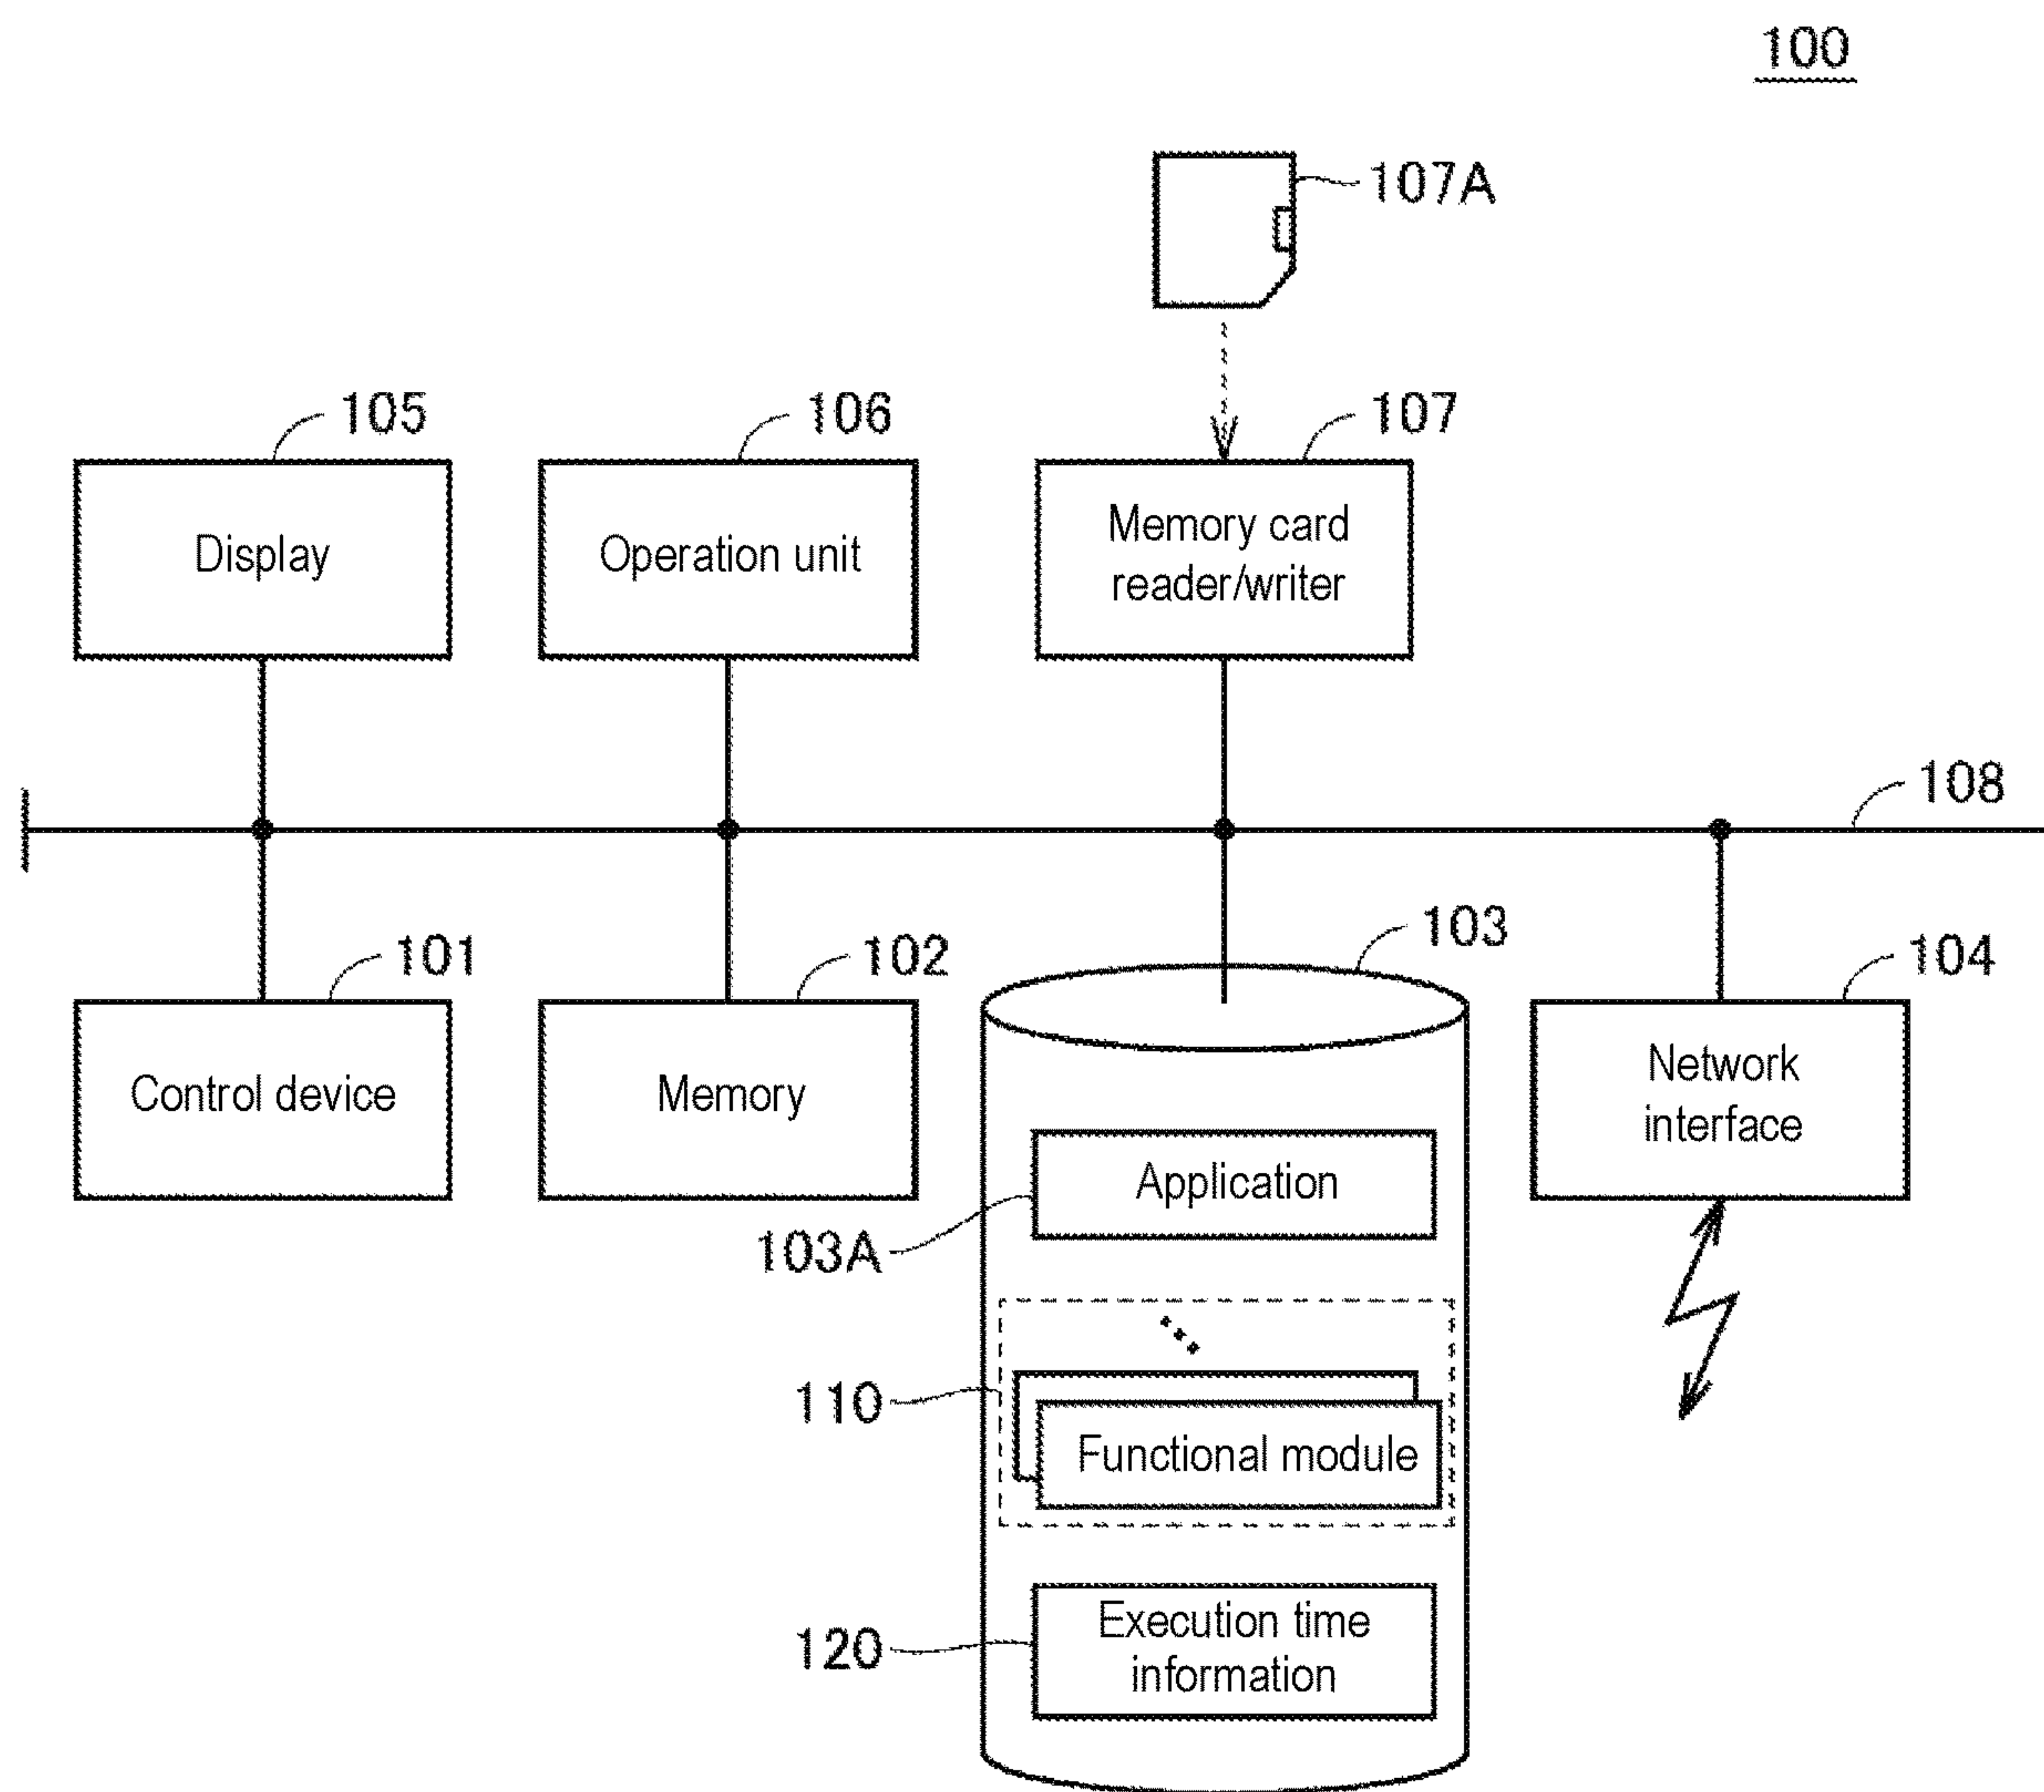 100
107A
105
106
107
Display
Operation unit
Memory card
reader/writer
108
101
102
103
104
Control device
Memory
Network
interface
Application
103A
110
Functional module
120
Execution time
information